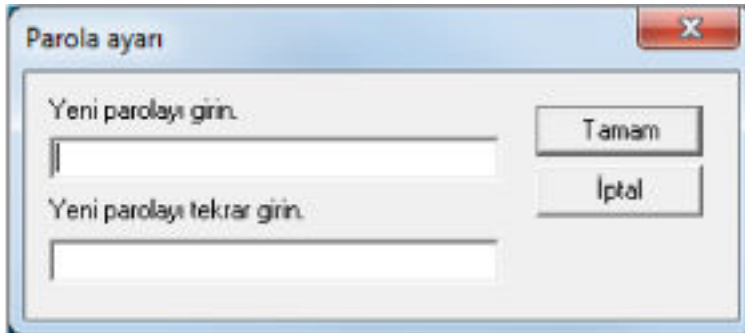 Parola ayarı
Yeni parolayı girin.
Tamam
İptal
Yeni parolayı tekrar girin.